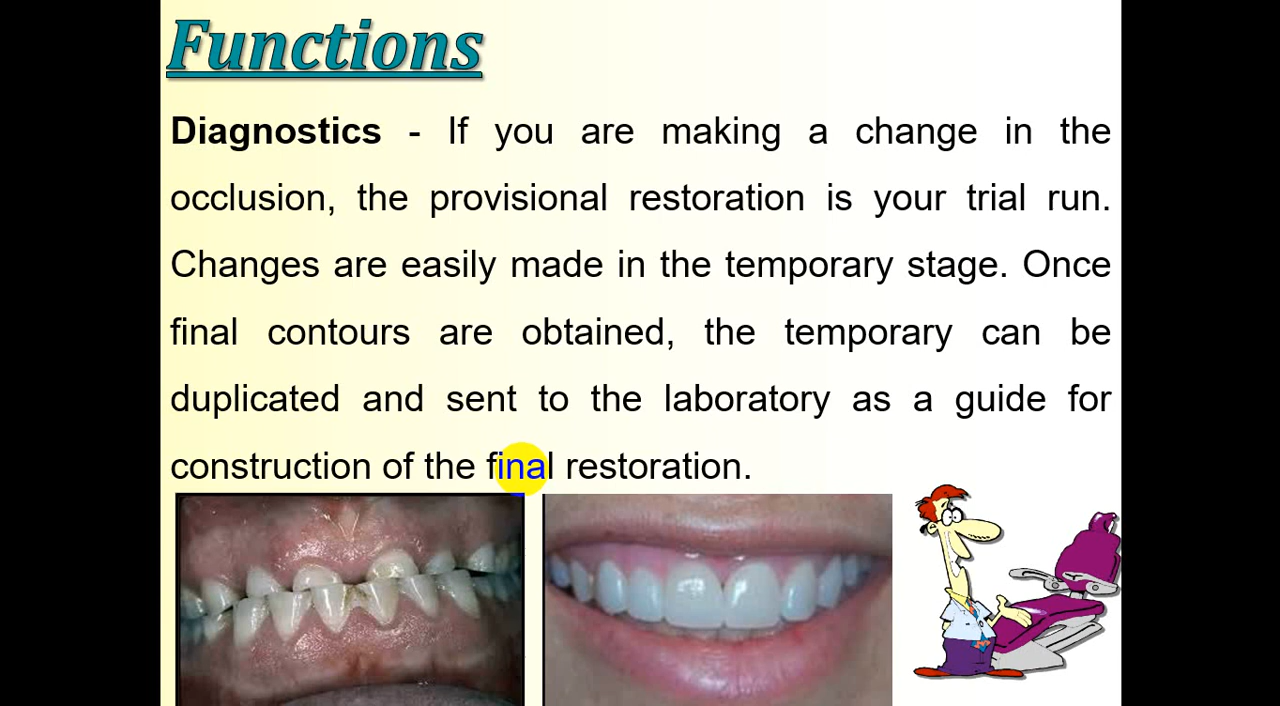 Functions
Diagnostics - If you are making a change in the
occlusion, the provisional restoration is your trial run.
Changes are easily made in the temporary stage. Once
final contours are obtained, the temporary can be
duplicated and sent to the laboratory as a guide for
construction of the final restoration.